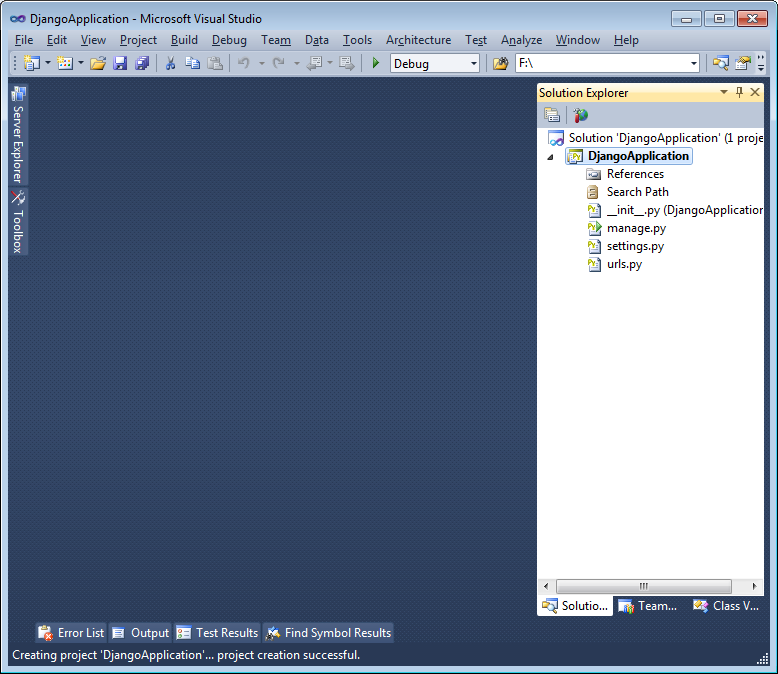 DjangoApplication - Microsoft Visual Studio
File Edit View Project Build Debug Team Data Tools Architecture Test Analyze Window Help
Debug F:\
Server Explorer
Toolbox
Solution Explorer
Solution 'DjangoApplication' (1 proje
DjangoApplication
References
Search Path
__init__.py (DjangoApplication
manage.py
settings.py
urls.py
Solutio... Team... Class V...
Error List Output Test Results Find Symbol Results
Creating project 'DjangoApplication'... project creation successful.